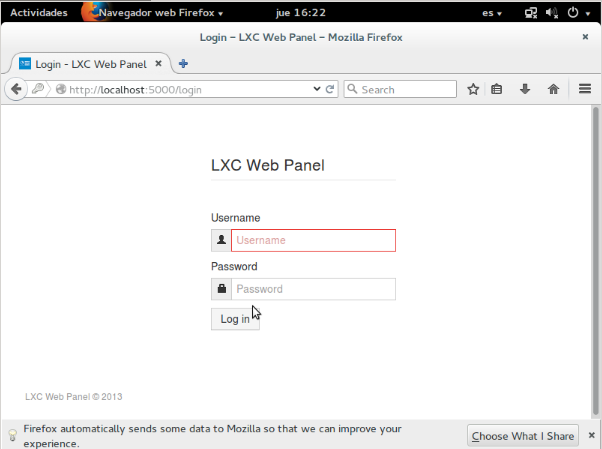 Actividades Navegador web Firefox jue 16:22 es
Login – LXC Web Panel – Mozilla Firefox
Login - LXC Web Panel
http://localhost:5000/login Search
LXC Web Panel
Username
Username
Password
Password
Log in
LXC Web Panel © 2013
Firefox automatically sends some data to Mozilla so that we can improve your
experience.
Choose What I Share